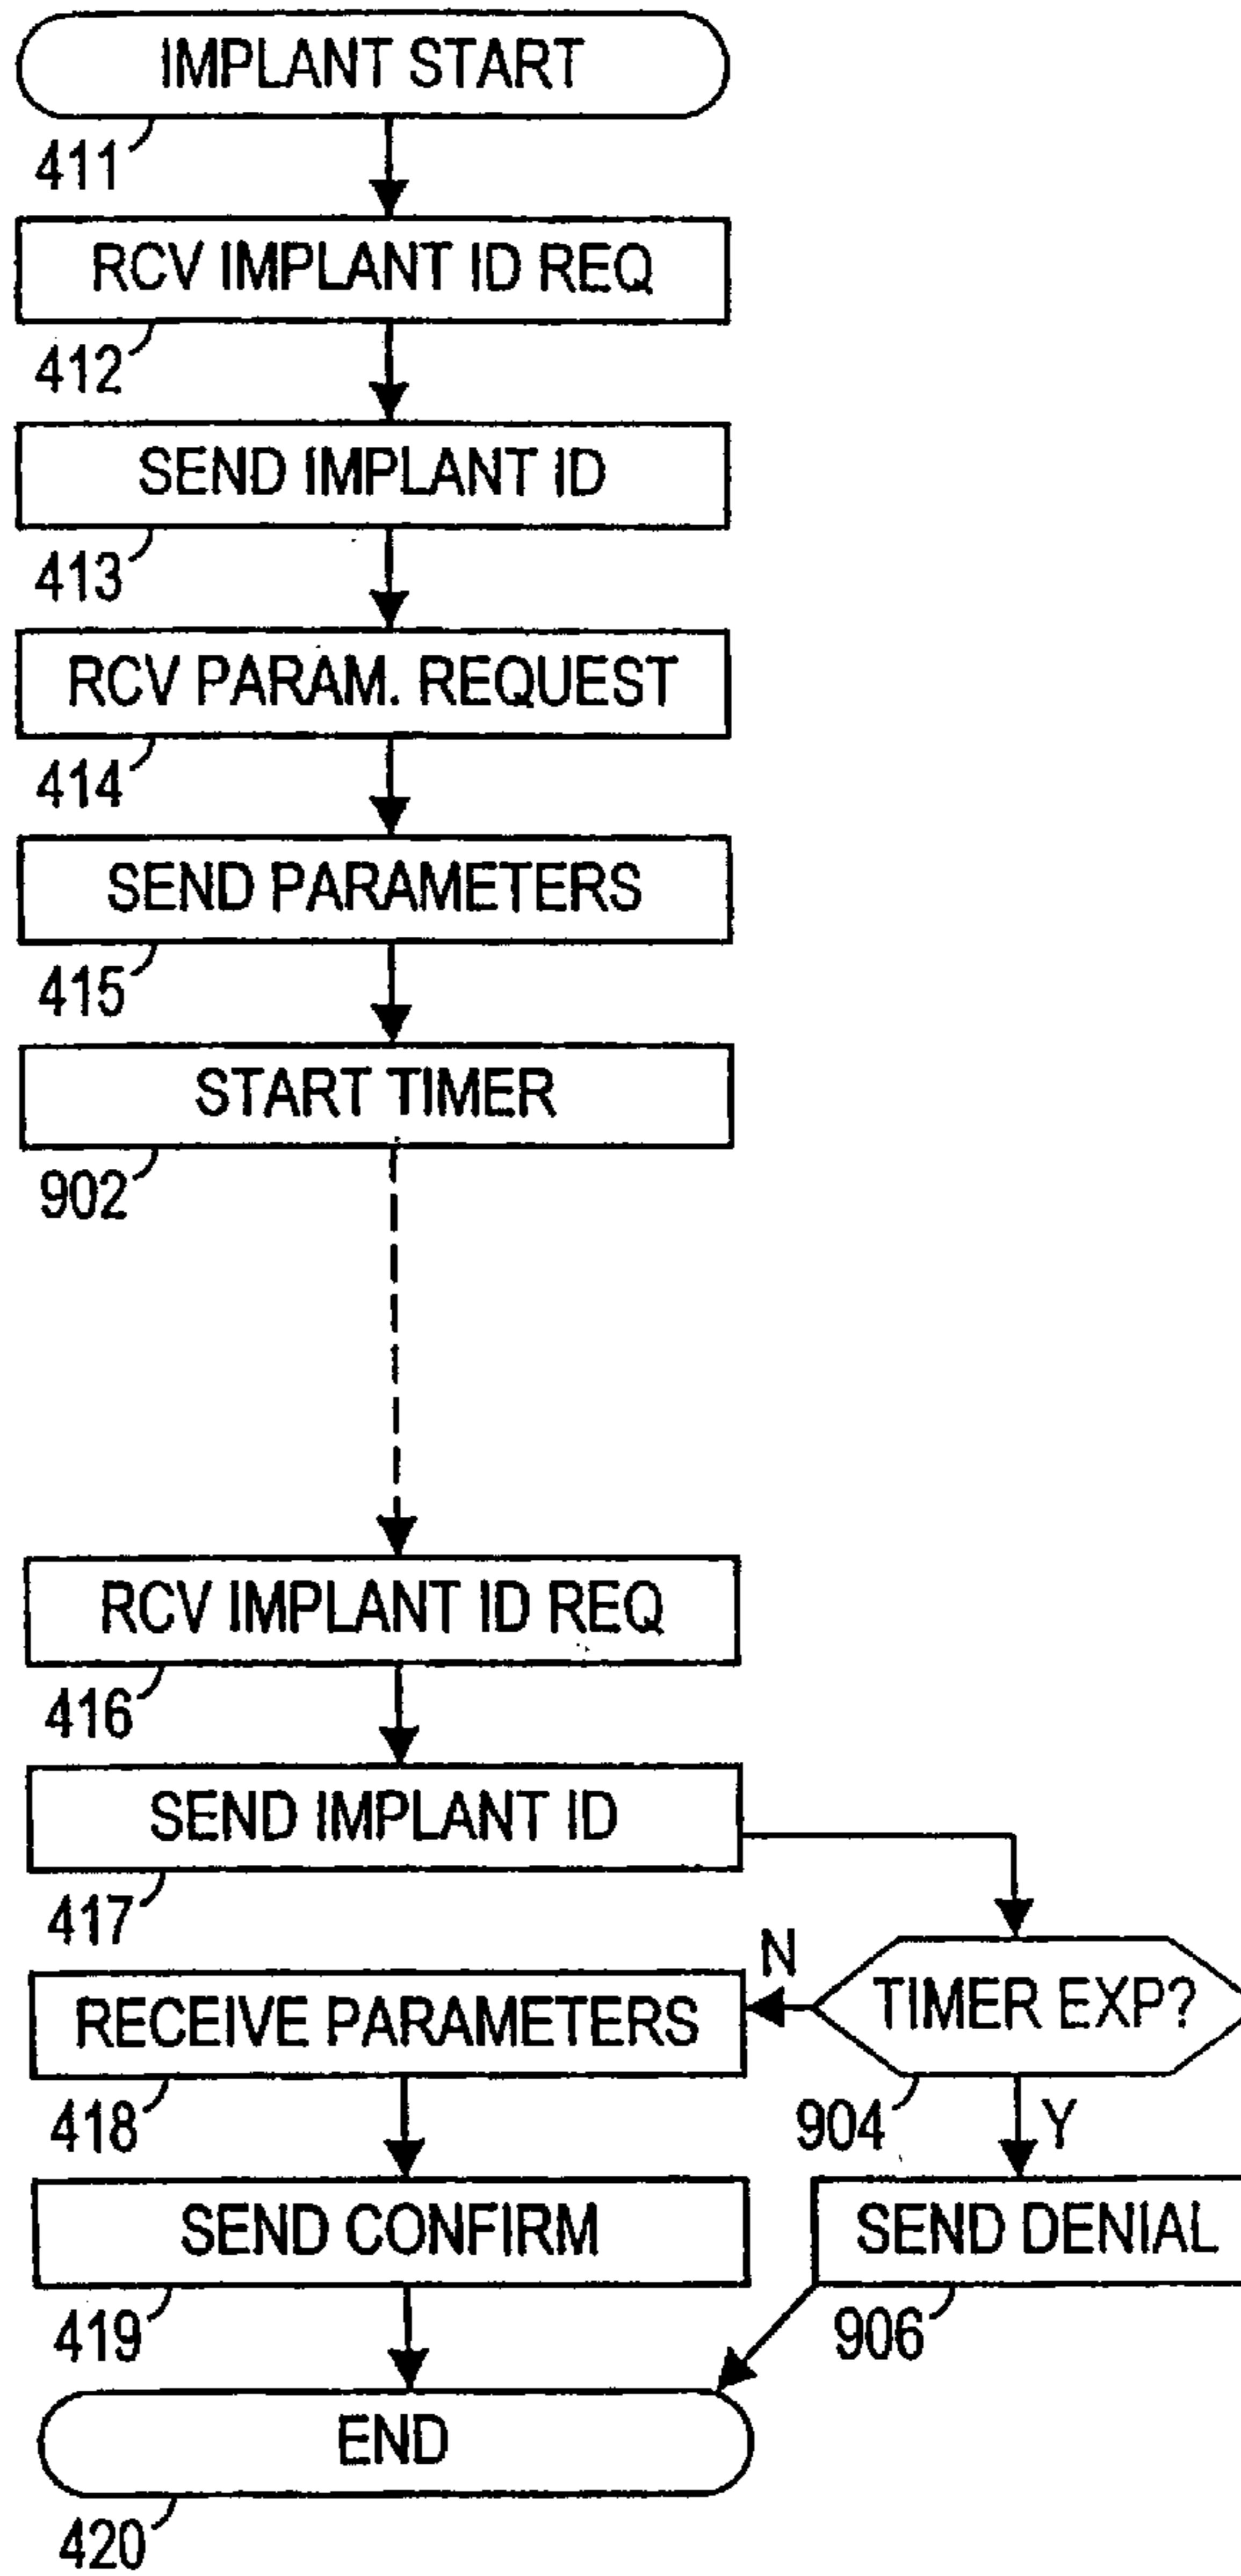 IMPLANT START
411
RCV IMPLANT ID REQ
412
SEND IMPLANT ID
413
RCV PARAM. REQUEST
414
SEND PARAMETERS
415
START TIMER
902
RCV IMPLANT ID REQ
416
SEND IMPLANT ID
417
N
TIMER EXP?
RECEIVE PARAMETERS
418
904
Y
SEND CONFIRM
SEND DENIAL
419
906
END
420